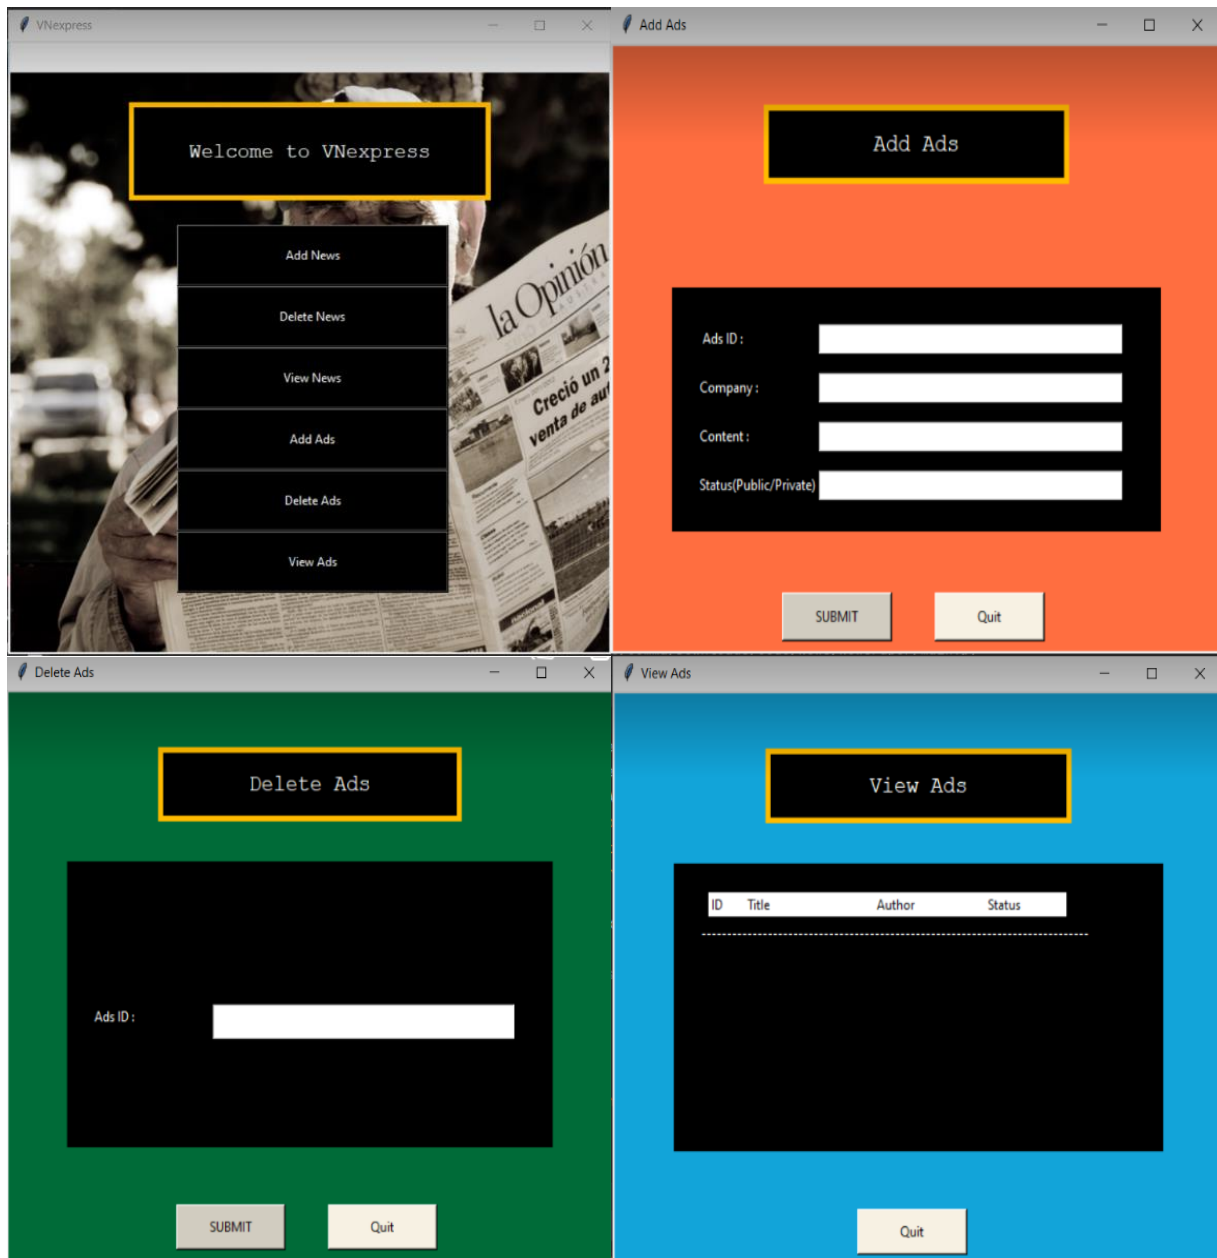 VNexpress
Welcome to VNexpress
Add News
Delete News
View News
Add Ads
Delete Ads
View Ads
la Opinión
Creció un 2
venta de aut
Add Ads
Add Ads
Ads ID :
Company :
Content :
Status(Public/Private)
SUBMIT Quit
Delete Ads
Delete Ads
Ads ID :
SUBMIT Quit
View Ads
View Ads
ID Title Author Status
--------------------------------------------------------------------------------
Quit